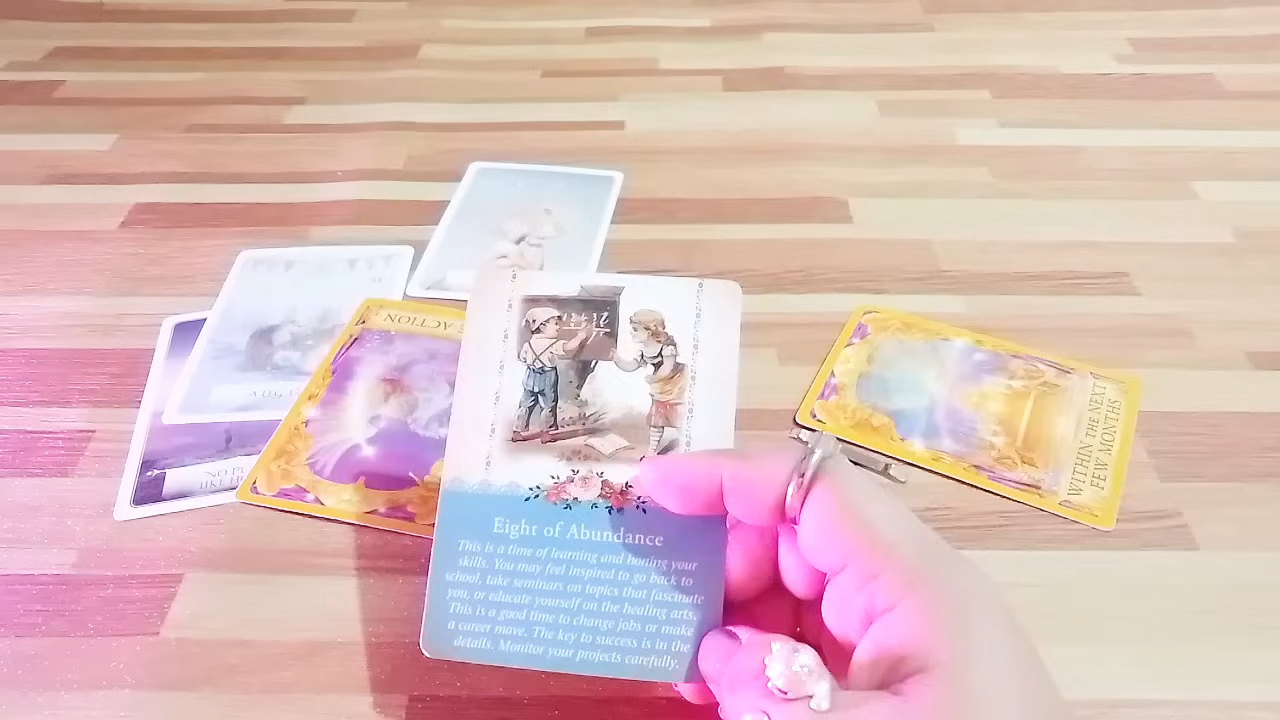 ACTION
Eight of Abundance
This is a time of learning and honing your
skills. You may feel inspired to go back to
school, take seminars on topics that fascinate
you, or educate yourself on the healing arts.
This is a good time to change jobs or make
a career move. The key to success is in the
details. Monitor your projects carefully.
WITHIN THE NEXT
FEW MONTHS